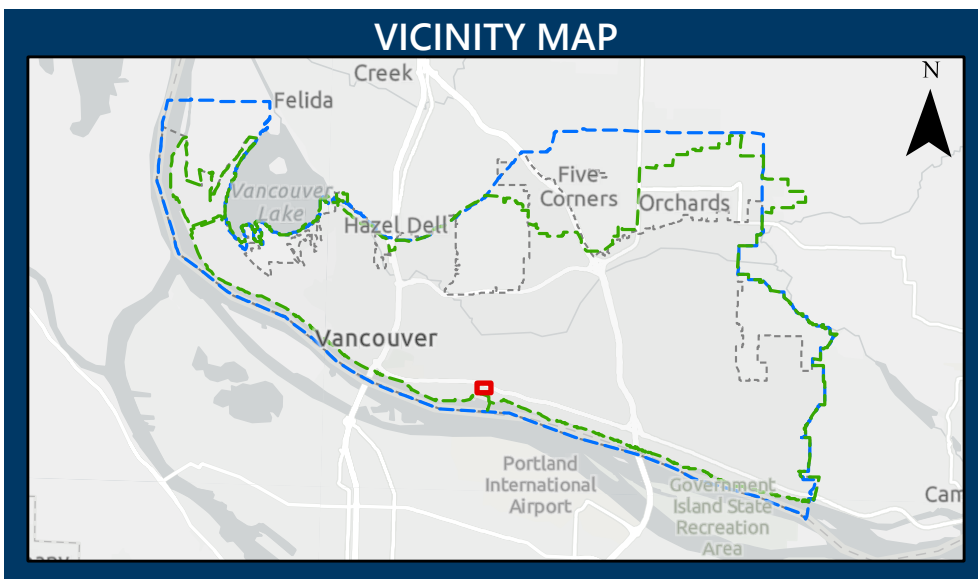 VICINITY MAP
Creek
N
Felida
Five-
Corners
Vancouver
Lake
Orchards
Hazel Dell
Vancouver
Portland
International
Airport
Government
Island State
Recreation
Area
Cam